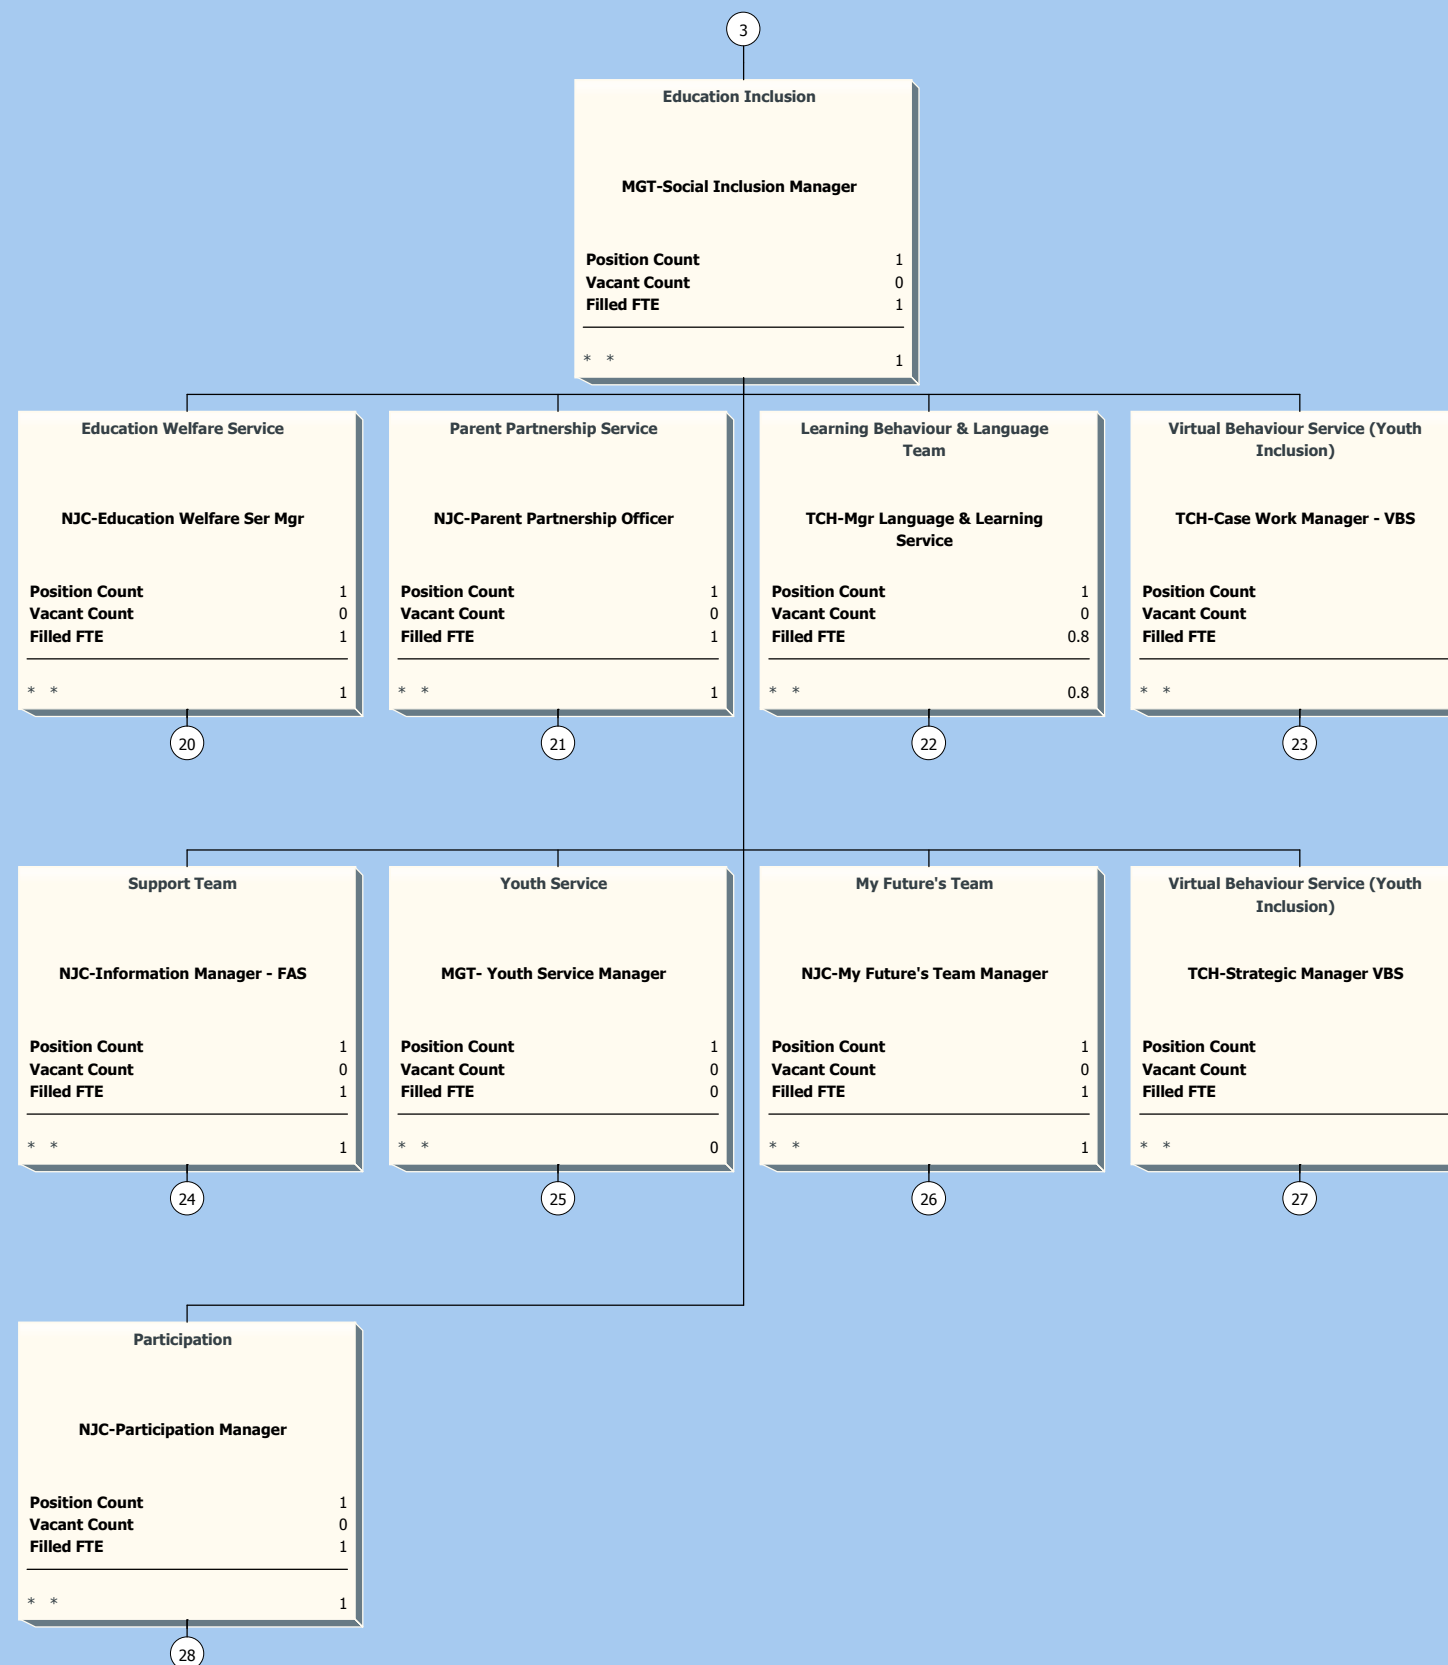 3
Education Inclusion
MGT-Social Inclusion Manager
Position Count 1
Vacant Count 0
Filled FTE 1
* * 1
Education Welfare Service
NJC-Education Welfare Ser Mgr
Position Count 1
Vacant Count 0
Filled FTE 1
* * 1
20
Parent Partnership Service
NJC-Parent Partnership Officer
Position Count 1
Vacant Count 0
Filled FTE 1
* * 1
21
Learning Behaviour & Language
Team
TCH-Mgr Language & Learning
Service
Position Count 1
Vacant Count 0
Filled FTE 0.8
* * 0.8
22
Virtual Behaviour Service (Youth
Inclusion)
TCH-Case Work Manager - VBS
Position Count
Vacant Count
Filled FTE
* *
23
Support Team
NJC-Information Manager - FAS
Position Count 1
Vacant Count 0
Filled FTE 1
* * 1
24
Youth Service
MGT- Youth Service Manager
Position Count 1
Vacant Count 0
Filled FTE 0
* * 0
25
My Future's Team
NJC-My Future's Team Manager
Position Count 1
Vacant Count 0
Filled FTE 1
* * 1
26
Virtual Behaviour Service (Youth
Inclusion)
TCH-Strategic Manager VBS
Position Count
Vacant Count
Filled FTE
* *
27
Participation
NJC-Participation Manager
Position Count 1
Vacant Count 0
Filled FTE 1
* * 1
28